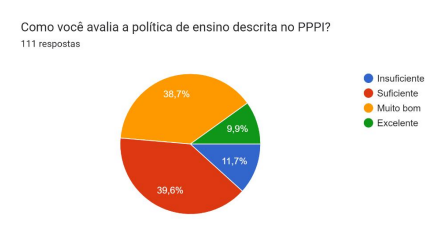 Como você avalia a política de ensino descrita no PPPI?
111 respostas
Insuficiente
Suficiente
Muito bom
Excelente
38,7%
9,9%
11,7%
39,6%